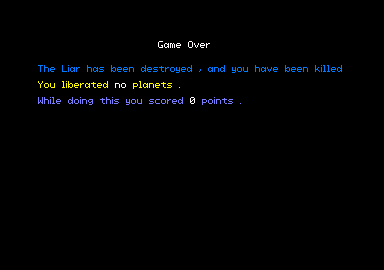 Game Over
The Liar has been destroyed , and you have been killed
You liberated no planets .
While doing this you scored 0 points .